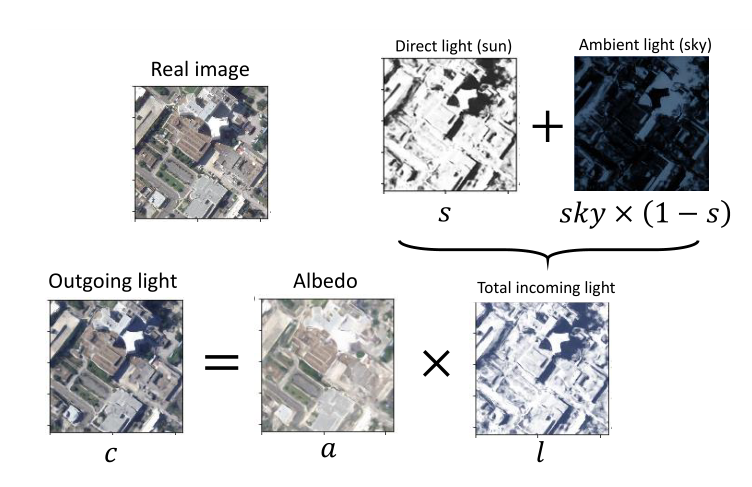 Direct light (sun)
Ambient light (sky)
Real image
+
s
sky × (1 − s)
Outgoing light
Albedo
Total incoming light
=
×
c
a
l